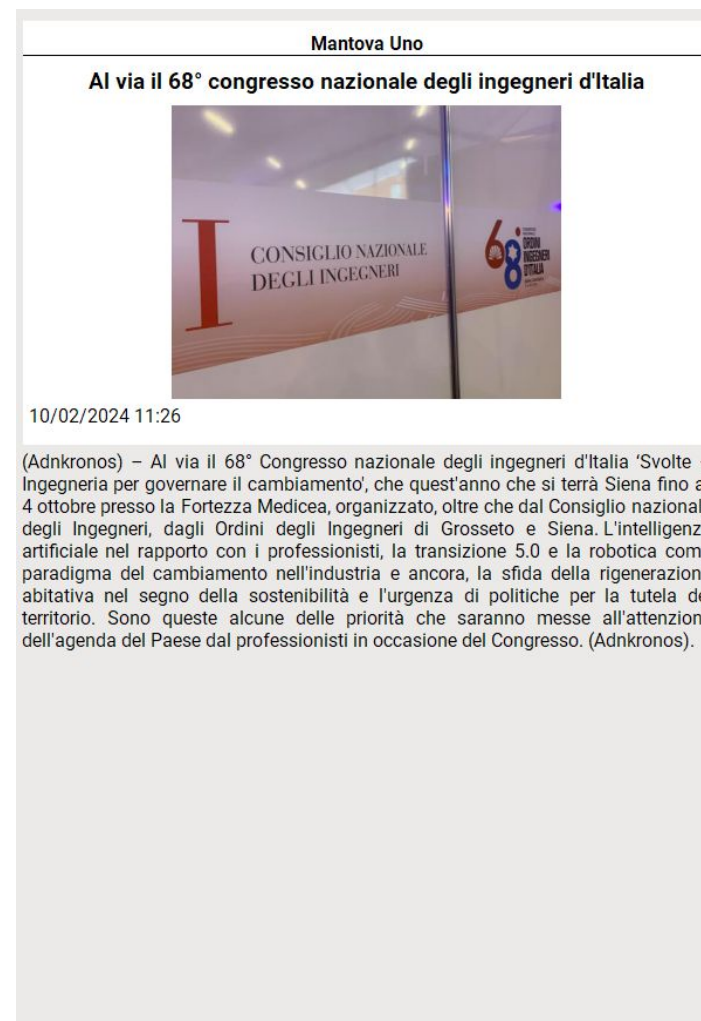 Mantova Uno
Al via il 68° congresso nazionale degli ingegneri d'Italia
I
CONSIGLIO NAZIONALE
DEGLI INGEGNERI
68°
ORDINI
INGEGNERI
D'ITALIA
10/02/2024 11:26
(Adnkronos) – Al via il 68° Congresso nazionale degli ingegneri d'Italia ‘Svolte
Ingegneria per governare il cambiamento', che quest'anno che si terrà Siena fino a
4 ottobre presso la Fortezza Medicea, organizzato, oltre che dal Consiglio nazional
degli Ingegneri, dagli Ordini degli Ingegneri di Grosseto e Siena. L'intelligenz
artificiale nel rapporto con i professionisti, la transizione 5.0 e la robotica com
paradigma del cambiamento nell'industria e ancora, la sfida della rigenerazion
abitativa nel segno della sostenibilità e l'urgenza di politiche per la tutela de
territorio. Sono queste alcune delle priorità che saranno messe all'attenzion
dell'agenda del Paese dal professionisti in occasione del Congresso. (Adnkronos).